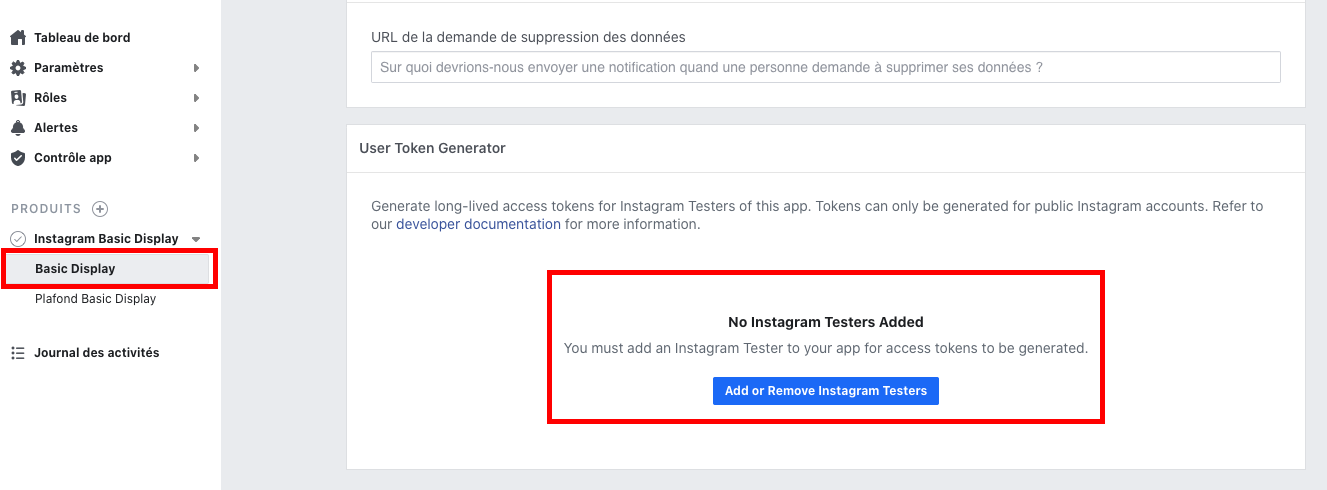 Tableau de bord
Paramètres
Rôles
Alertes
Contrôle app
PRODUITS
Instagram Basic Display
Basic Display
Plafond Basic Display
Journal des activités
URL de la demande de suppression des données
Sur quoi devrions-nous envoyer une notification quand une personne demande à supprimer ses données ?
User Token Generator
Generate long-lived access tokens for Instagram Testers of this app. Tokens can only be generated for public Instagram accounts. Refer to
our developer documentation for more information.
No Instagram Testers Added
You must add an Instagram Tester to your app for access tokens to be generated.
Add or Remove Instagram Testers